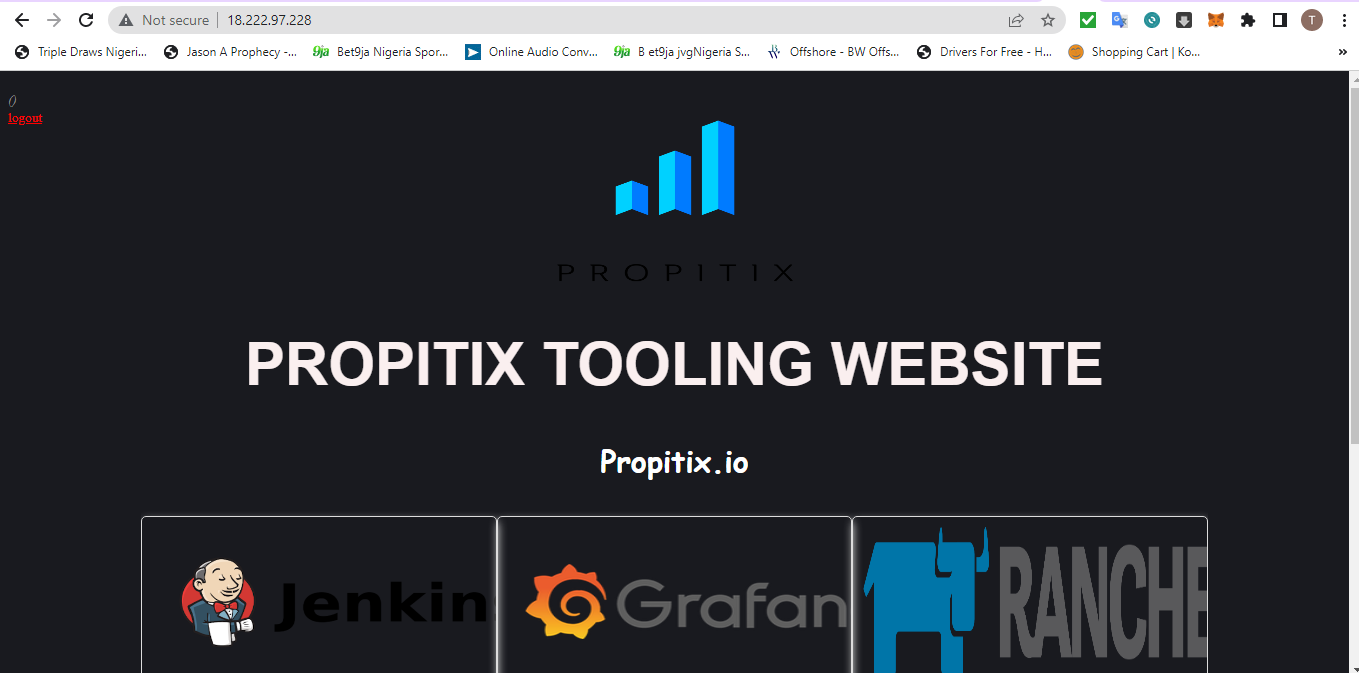 Not secure | 18.222.97.228
T
Triple Draws Nigeri... Jason A Prophecy -... 9ja Bet9ja Nigeria Spor... Online Audio Conv... 9ja B et9ja jvgNigeria S... Offshore - BW Offs... Drivers For Free - H... Shopping Cart | Ko... »
()
logout
PROPITIX
PROPITIX TOOLING WEBSITE
Propitix.io
Jenkin Grafan RANCHE